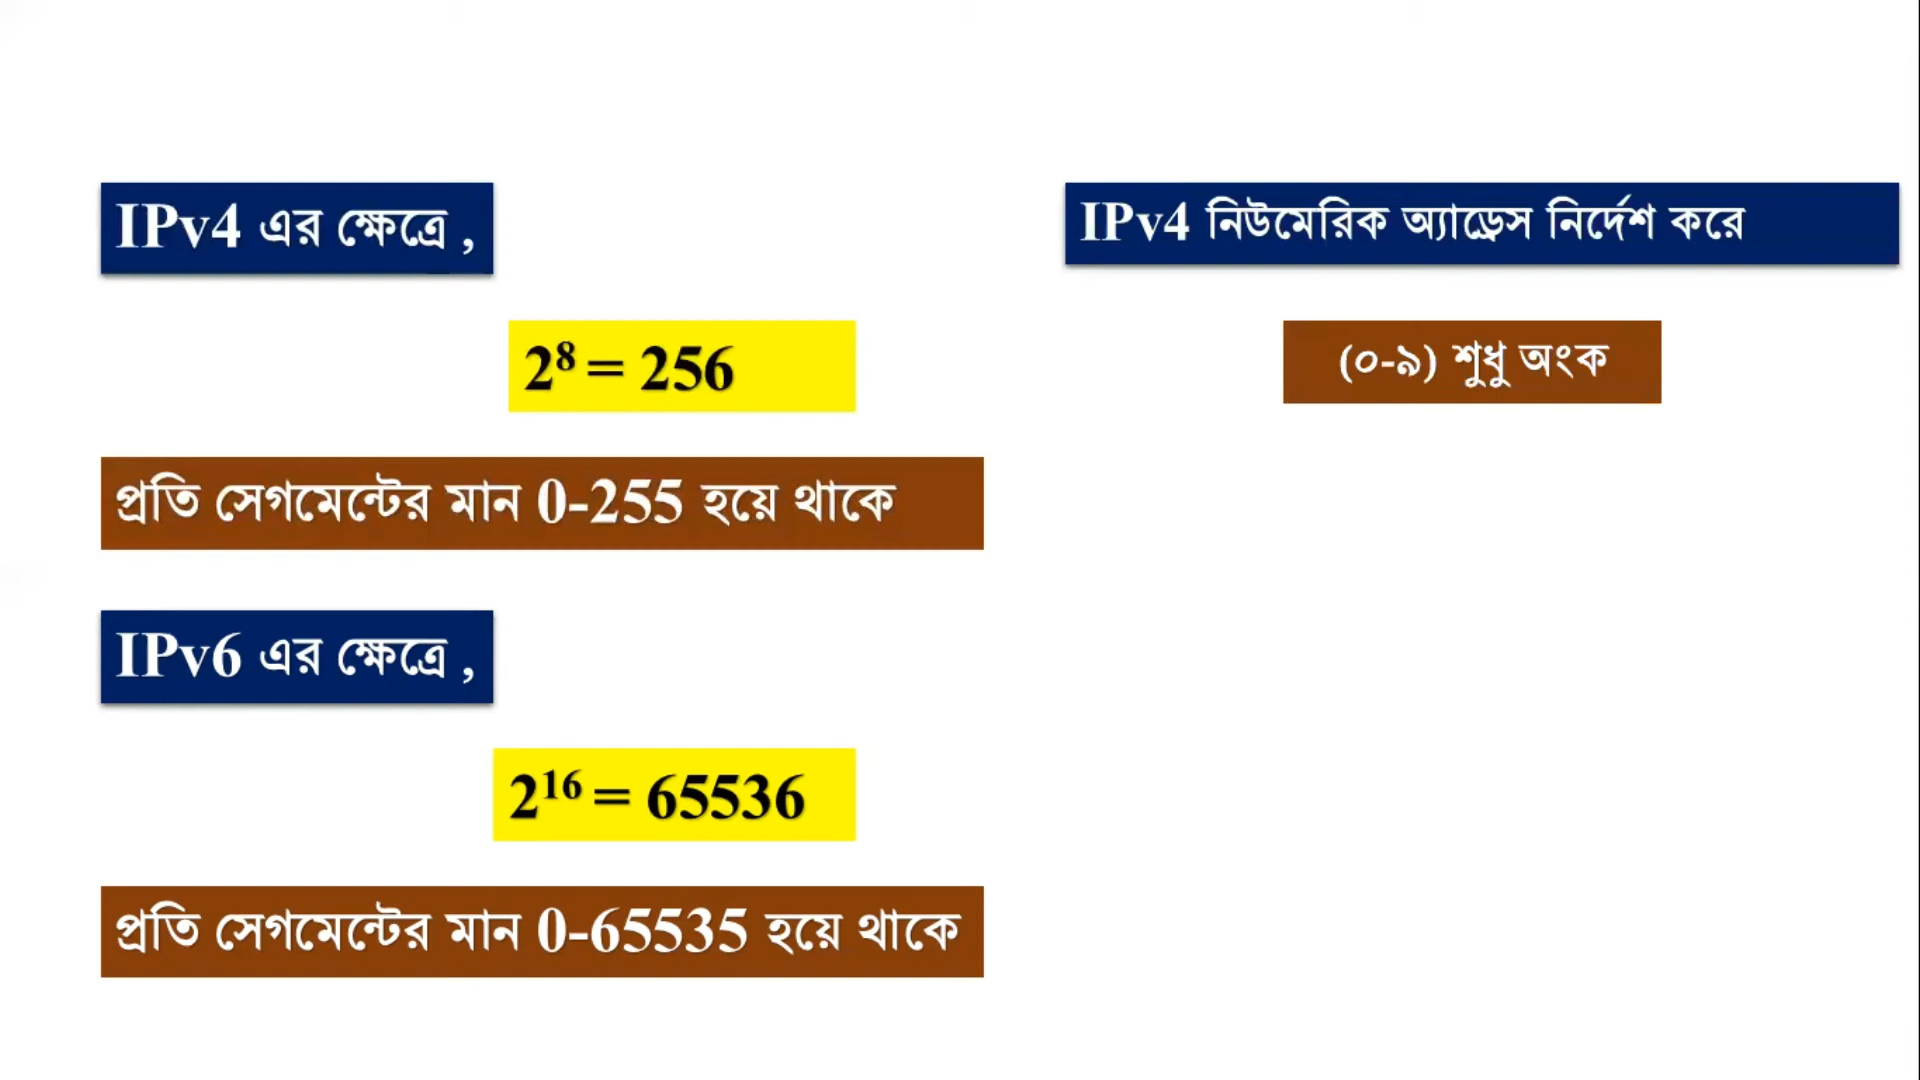 IPv4 এর ক্ষেত্রে ,
2⁸ = 256
প্রতি সেগমেন্টের মান 0-255 হয়ে থাকে
IPv6 এর ক্ষেত্রে ,
2¹⁶ = 65536
প্রতি সেগমেন্টের মান 0-65535 হয়ে থাকে
IPv4 নিউমেরিক অ্যাড্রেস নির্দেশ করে
(০-৯) শুধু অংক